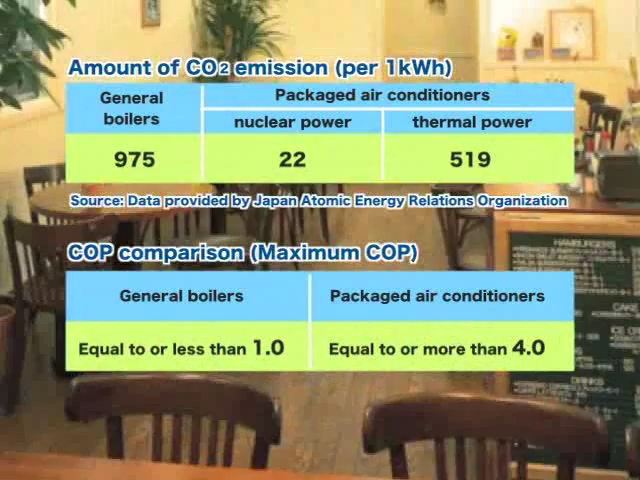 Amount of CO2 emission (per 1kWh)
General boilers
Packaged air conditioners
nuclear power
thermal power
975
22
519
Source: Data provided by Japan Atomic Energy Relations Organization
COP comparison (Maximum COP)
General boilers
Packaged air conditioners
Equal to or less than 1.0
Equal to or more than 4.0
HAMBURGERS
DRINKS